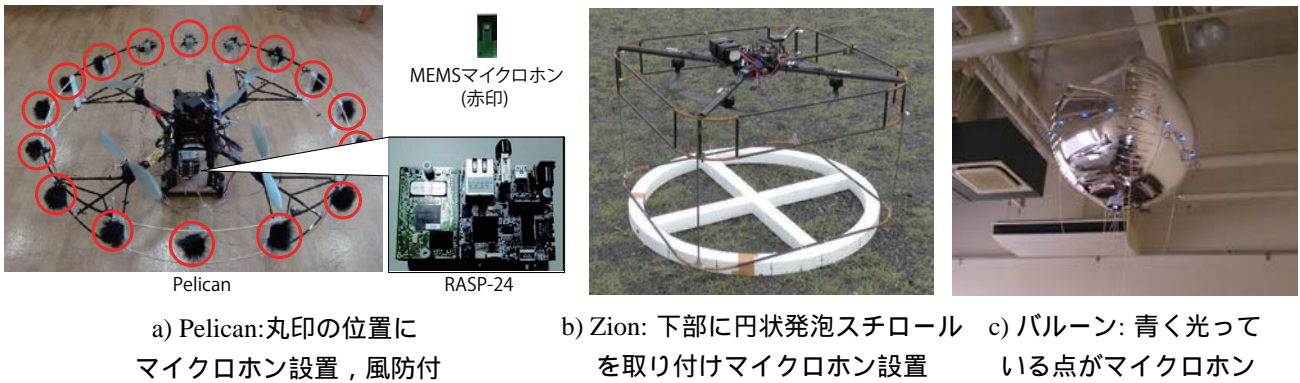 MEMSマイクロホン
(赤印)
Pelican
RASP-24
a) Pelican:丸印の位置に
マイクロホン設置，風防付
b) Zion: 下部に円状発泡スチロール
を取り付けマイクロホン設置
c) バルーン: 青く光って
いる点がマイクロホン